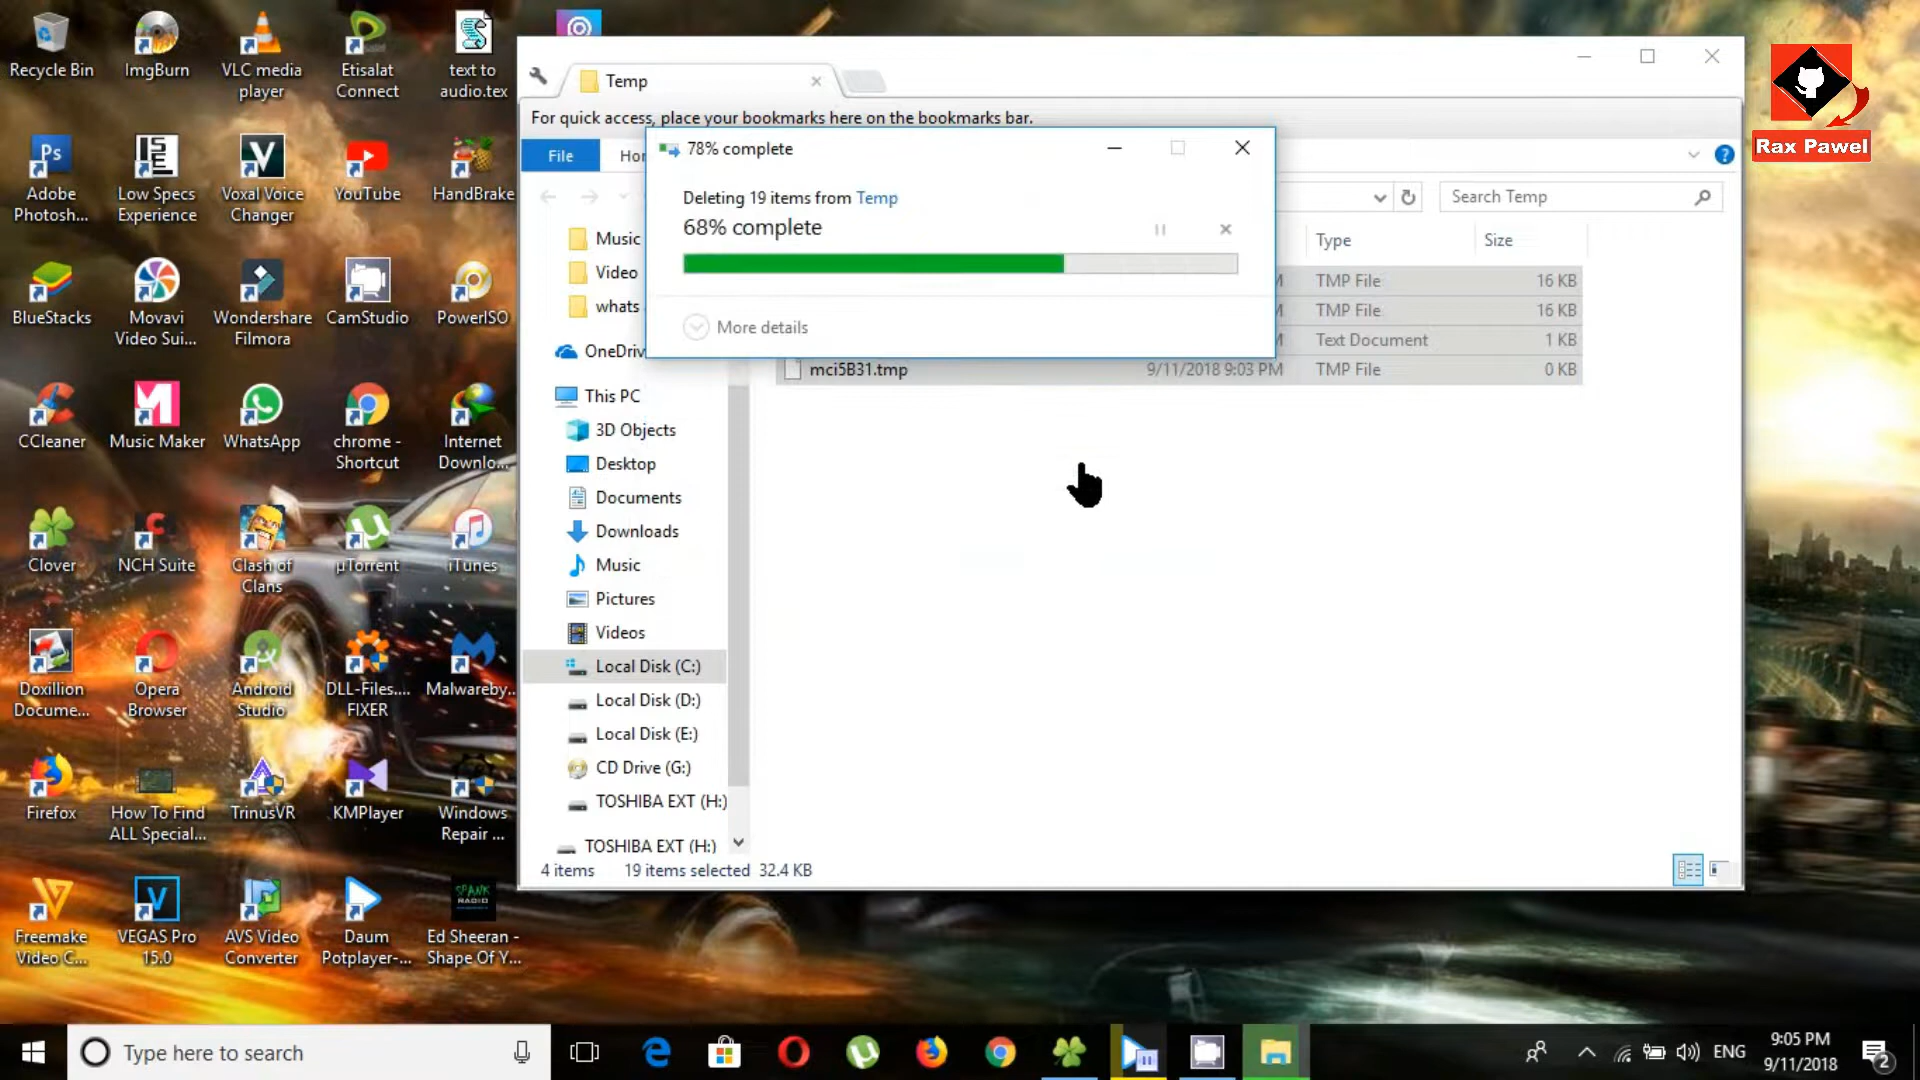 Recycle Bin
ImgBurn
VLC media
player
Etisalat
Connect
text to
audio.tex
Ps
Adobe
Photosh...
Low Specs
Experience
Voxal Voice
Changer
YouTube
HandBrake
BlueStacks
Movavi
Video Sui...
Wondershare
Filmora
CamStudio
PowerISO
CCleaner
Music Maker
WhatsApp
chrome -
Shortcut
Internet
Downlo...
Clover
NCH Suite
Clash of
Clans
µTorrent
iTunes
Doxillion
Docume...
Opera
Browser
Android
Studio
DLL-Files....
FIXER
Malwareby...
Firefox
How To Find
ALL Special...
TrinusVR
KMPlayer
Windows
Repair ...
Freemake
Video C...
VEGAS Pro
15.0
AVS Video
Converter
Daum
Potplayer-...
SPANK
RADIO
Ed Sheeran -
Shape Of Y...
Temp
For quick access, place your bookmarks here on the bookmarks bar.
File
Hor
78% complete
Deleting 19 items from Temp
68% complete
More details
Search Temp
Type
Size
TMP File
16 KB
TMP File
16 KB
Text Document
1 KB
mci5B31.tmp
9/11/2018 9:03 PM
TMP File
0 KB
Music
Video
whats
OneDriv
This PC
3D Objects
Desktop
Documents
Downloads
Music
Pictures
Videos
Local Disk (C:)
Local Disk (D:)
Local Disk (E:)
CD Drive (G:)
TOSHIBA EXT (H:)
TOSHIBA EXT (H:)
4 items
19 items selected 32.4 KB
Rax Pawel
Type here to search
ENG
9:05 PM
9/11/2018
2